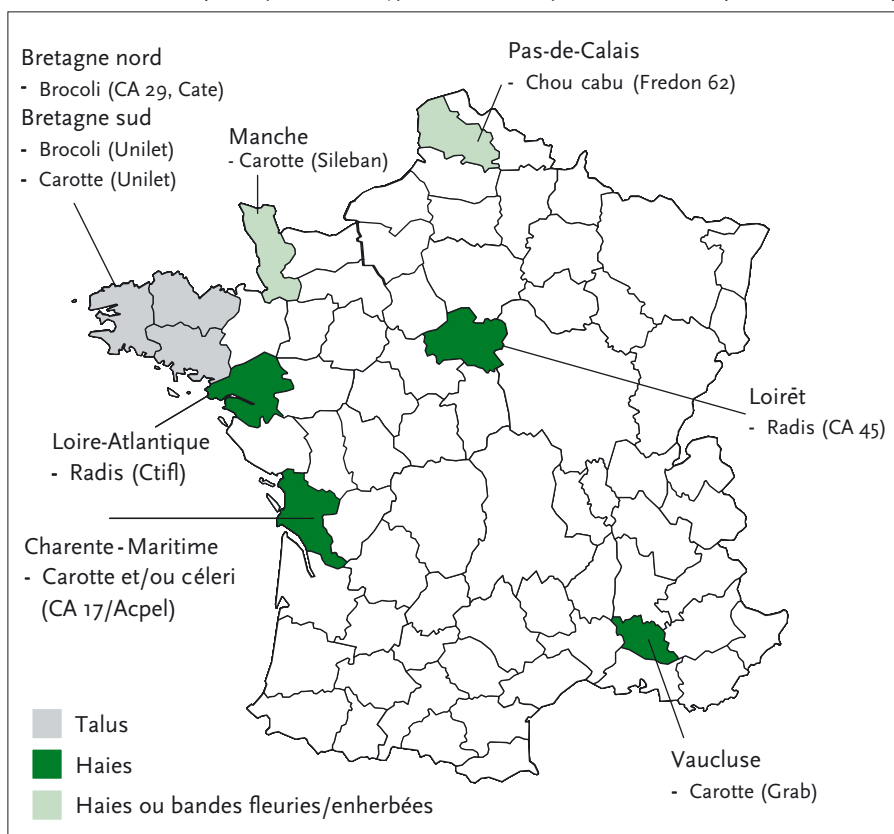 Bretagne nord
- Brocoli (CA 29, Cate)
Bretagne sud
- Brocoli (Unilet)
- Carotte (Unilet)
Manche
- Carotte (Sileban)
Pas-de-Calais
- Chou cabu (Fredon 62)
Loirēt
- Radis (CA 45)
Loire-Atlantique
- Radis (Ctifl)
Charente - Maritime
- Carotte et/ou céleri
(CA 17/Acpel)
Vaucluse
- Carotte (Grab)
Talus
Haies
Haies ou bandes fleuries/enherbées